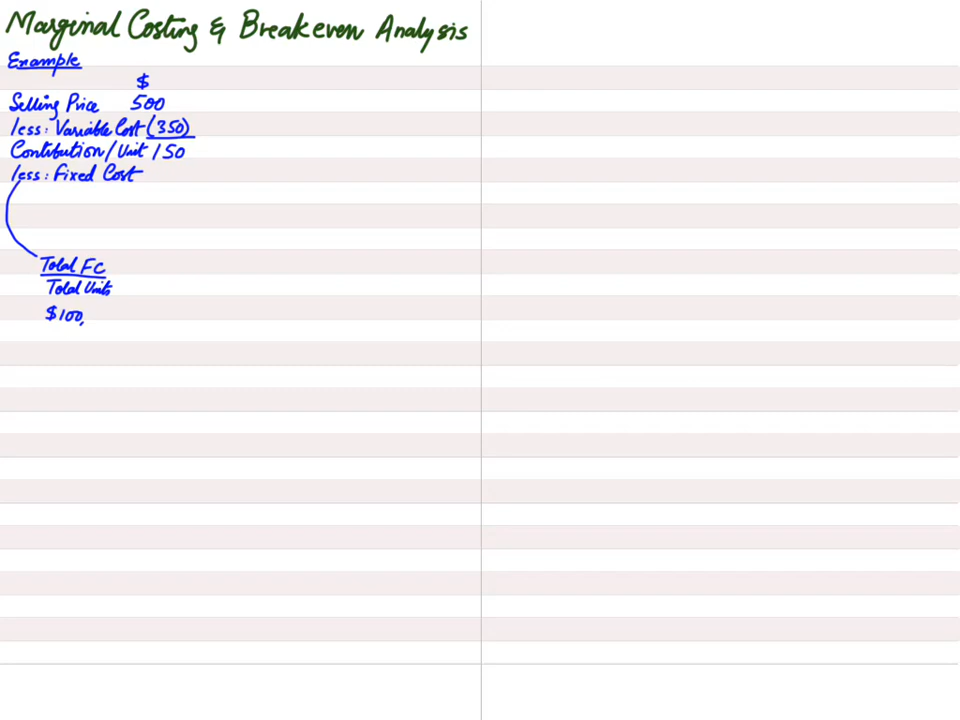 Marginal Costing & Breakeven Analysis
Example
$
Selling Price 500
less: Variable Cost (350)
Contribution/Unit 150
less: Fixed Cost
Total FC
Total Units
$100,